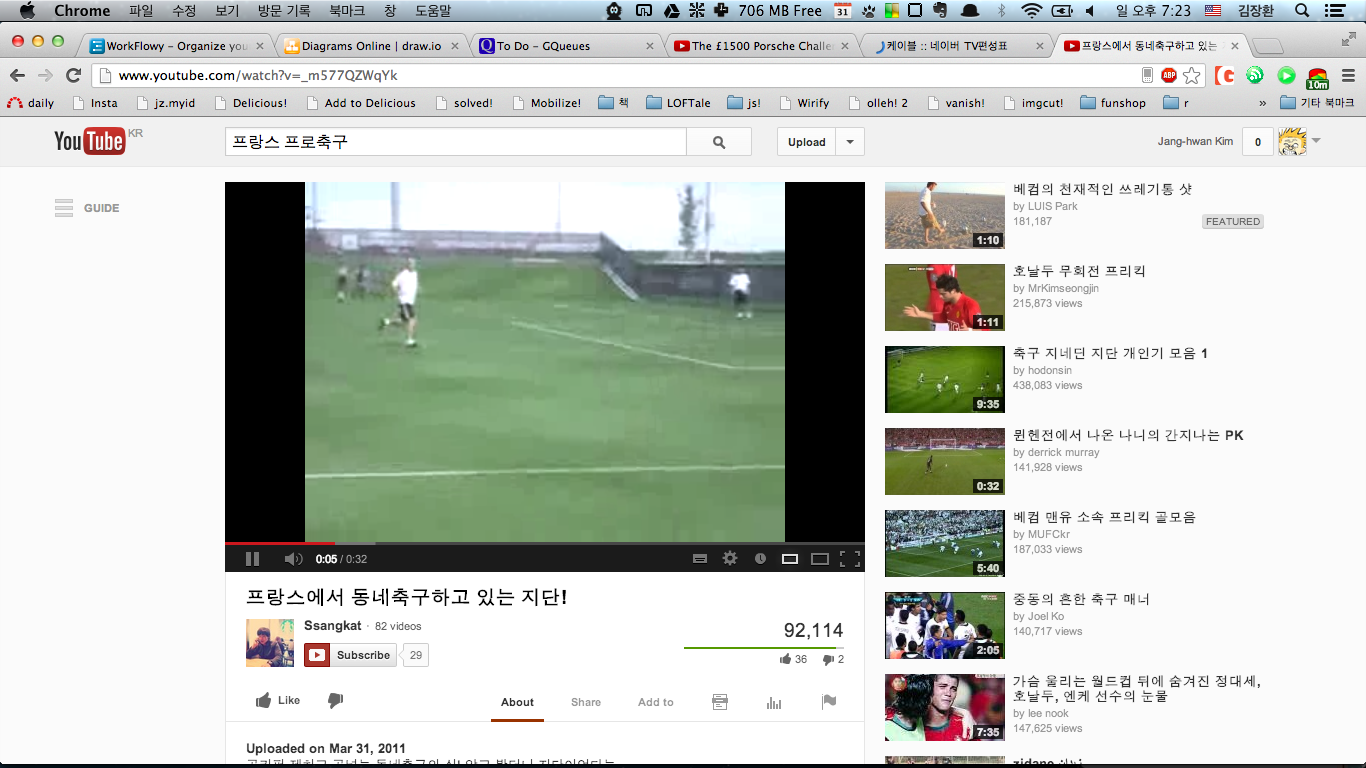 Chrome 파일 수정 보기 방문 기록 북마크 창 도움말 706 MB Free 31 일 오후 7:23 김장환
WorkFlowy – Organize you
Diagrams Online | draw.io
To Do – GQueues
The £1500 Porsche Challe
케이블 :: 네이버 TV편성표
프랑스에서 동네축구하고 있는
www.youtube.com/watch?v=_m577QZWqYk
ABP
10m
daily Insta jz.myid Delicious! Add to Delicious solved! Mobilize! 책 LOFTale js! Wirify olleh! 2 vanish! imgcut! funshop r » 기타 북마크
YouTube KR
프랑스 프로축구
Upload
Jang-hwan Kim 0
GUIDE
0:05 / 0:32
프랑스에서 동네축구하고 있는 지단!
Ssangkat · 82 videos
Subscribe 29
92,114
36 2
Like
About Share Add to
Uploaded on Mar 31, 2011
1:10
베컴의 천재적인 쓰레기통 샷
by LUIS Park
181,187
FEATURED
1:11
호날두 무회전 프리킥
by MrKimseongjin
215,873 views
9:35
축구 지네딘 지단 개인기 모음 1
by hodonsin
438,083 views
0:32
뮌헨전에서 나온 나니의 간지나는 PK
by derrick murray
141,928 views
5:40
베컴 맨유 소속 프리킥 골모음
by MUFCkr
187,033 views
2:05
중동의 흔한 축구 매너
by Joel Ko
140,717 views
7:35
가슴 울리는 월드컵 뒤에 숨겨진 정대세,
호날두, 엔케 선수의 눈물
by lee nook
147,625 views